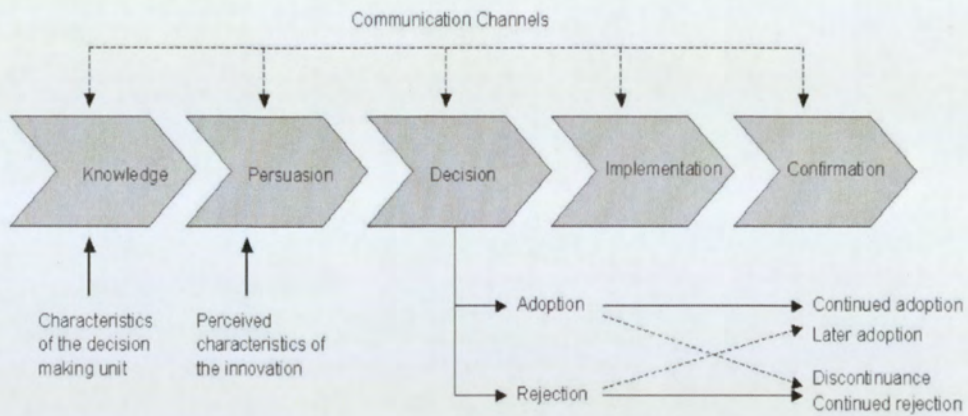 Communication Channels
Knowledge
Persuasion
Decision
Implementation
Confirmation
Characteristics
of the decision
making unit
Perceived
characteristics of
the innovation
Adoption
Rejection
Continued adoption
Later adoption
Discontinuance
Continued rejection